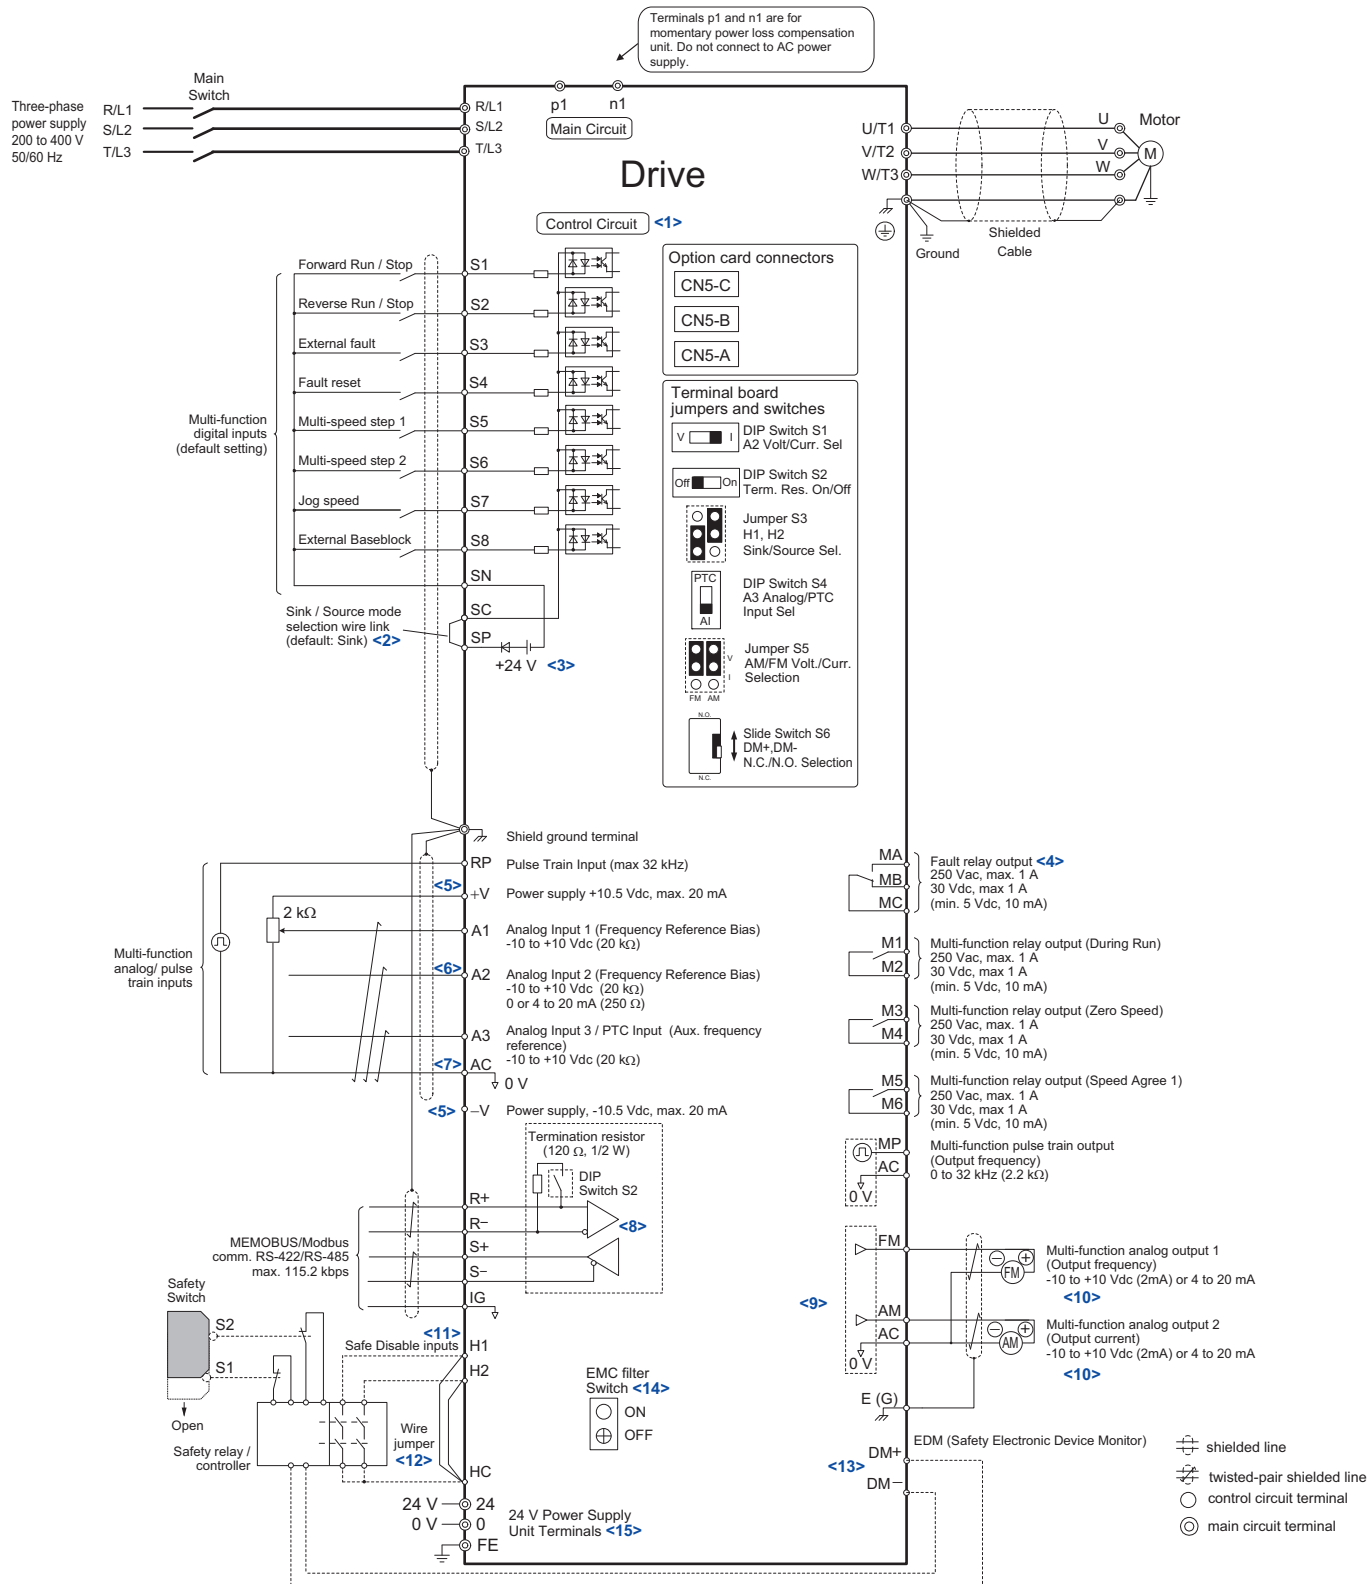 Terminals p1 and n1 are for
momentary power loss compensation
unit. Do not connect to AC power
supply.
Main
Switch
Three-phase
power supply
200 to 400 V
50/60 Hz
R/L1
S/L2
T/L3
R/L1
S/L2
T/L3
p1
n1
Main Circuit
Drive
U/T1
V/T2
W/T3
U
V
W
Motor
M
Ground
Shielded
Cable
Control Circuit <1>
Forward Run / Stop
S1
Reverse Run / Stop
S2
External fault
S3
Fault reset
S4
Multi-speed step 1
S5
Multi-speed step 2
S6
Jog speed
S7
External Baseblock
S8
Multi-function
digital inputs
(default setting)
SN
SC
SP
Sink / Source mode
selection wire link
(default: Sink) <2>
+24 V <3>
Option card connectors
CN5-C
CN5-B
CN5-A
Terminal board
jumpers and switches
V
I
DIP Switch S1
A2 Volt/Curr. Sel
Off
On
DIP Switch S2
Term. Res. On/Off
Jumper S3
H1, H2
Sink/Source Sel.
PTC
AI
DIP Switch S4
A3 Analog/PTC
Input Sel
V
I
FM AM
Jumper S5
AM/FM Volt./Curr.
Selection
N.O.
N.C.
Slide Switch S6
DM+,DM-
N.C./N.O. Selection
Shield ground terminal
RP
Pulse Train Input (max 32 kHz)
<5>
+V
Power supply +10.5 Vdc, max. 20 mA
2 kΩ
A1
Analog Input 1 (Frequency Reference Bias)
-10 to +10 Vdc (20 kΩ)
Multi-function
analog/ pulse
train inputs
<6>
A2
Analog Input 2 (Frequency Reference Bias)
-10 to +10 Vdc (20 kΩ)
0 or 4 to 20 mA (250 Ω)
A3
Analog Input 3 / PTC Input (Aux. frequency
reference)
-10 to +10 Vdc (20 kΩ)
<7>
AC
0 V
<5>
–V
Power supply, -10.5 Vdc, max. 20 mA
MA
MB
MC
Fault relay output <4>
250 Vac, max. 1 A
30 Vdc, max 1 A
(min. 5 Vdc, 10 mA)
M1
M2
Multi-function relay output (During Run)
250 Vac, max. 1 A
30 Vdc, max 1 A
(min. 5 Vdc, 10 mA)
M3
M4
Multi-function relay output (Zero Speed)
250 Vac, max. 1 A
30 Vdc, max 1 A
(min. 5 Vdc, 10 mA)
M5
M6
Multi-function relay output (Speed Agree 1)
250 Vac, max. 1 A
30 Vdc, max 1 A
(min. 5 Vdc, 10 mA)
MP
AC
0 V
Multi-function pulse train output
(Output frequency)
0 to 32 kHz (2.2 kΩ)
Termination resistor
(120 Ω, 1/2 W)
DIP
Switch S2
<8>
R+
R–
S+
S–
IG
MEMOBUS/Modbus
comm. RS-422/RS-485
max. 115.2 kbps
FM
FM
Multi-function analog output 1
(Output frequency)
-10 to +10 Vdc (2mA) or 4 to 20 mA
<10>
<9>
AM
AC
0 V
AM
Multi-function analog output 2
(Output current)
-10 to +10 Vdc (2mA) or 4 to 20 mA
<10>
E (G)
Safety
Switch
S2
S1
Open
Safety relay /
controller
<11>
Safe Disable inputs
H1
H2
Wire
jumper
<12>
HC
EMC filter
Switch <14>
ON
OFF
EDM (Safety Electronic Device Monitor)
DM+
<13>
DM–
24 V
24
0 V
0
FE
24 V Power Supply
Unit Terminals <15>
shielded line
twisted-pair shielded line
control circuit terminal
main circuit terminal